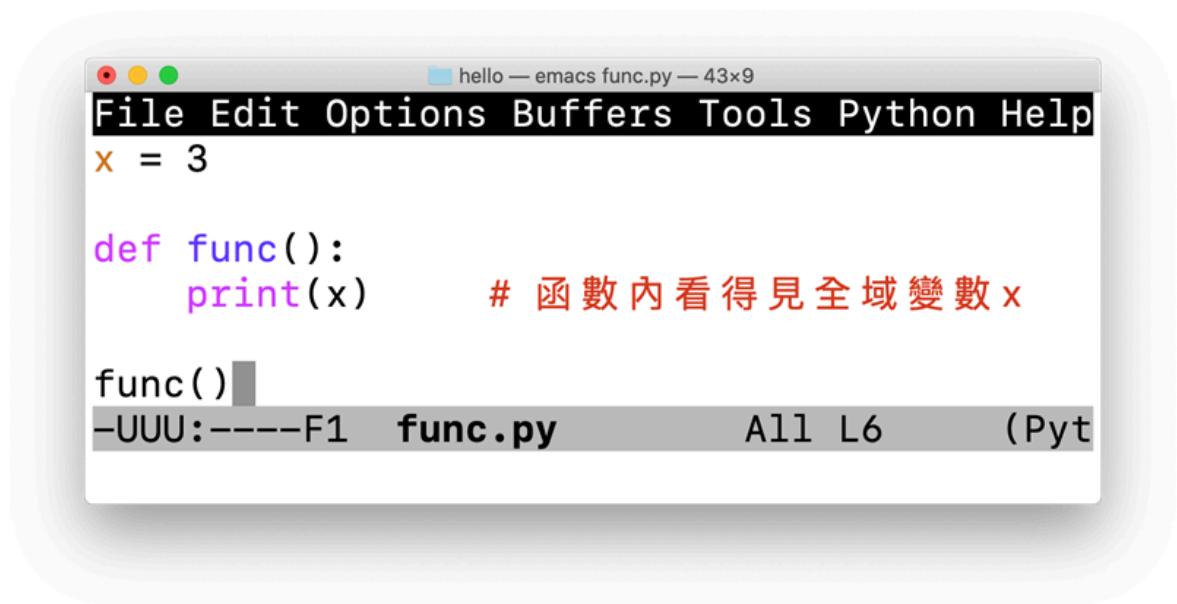 hello — emacs func.py — 43×9
File Edit Options Buffers Tools Python Help
x = 3
def func():
    print(x)     # 函數內看得見全域變數x
func()
-UUU:----F1  func.py        All L6     (Pyt